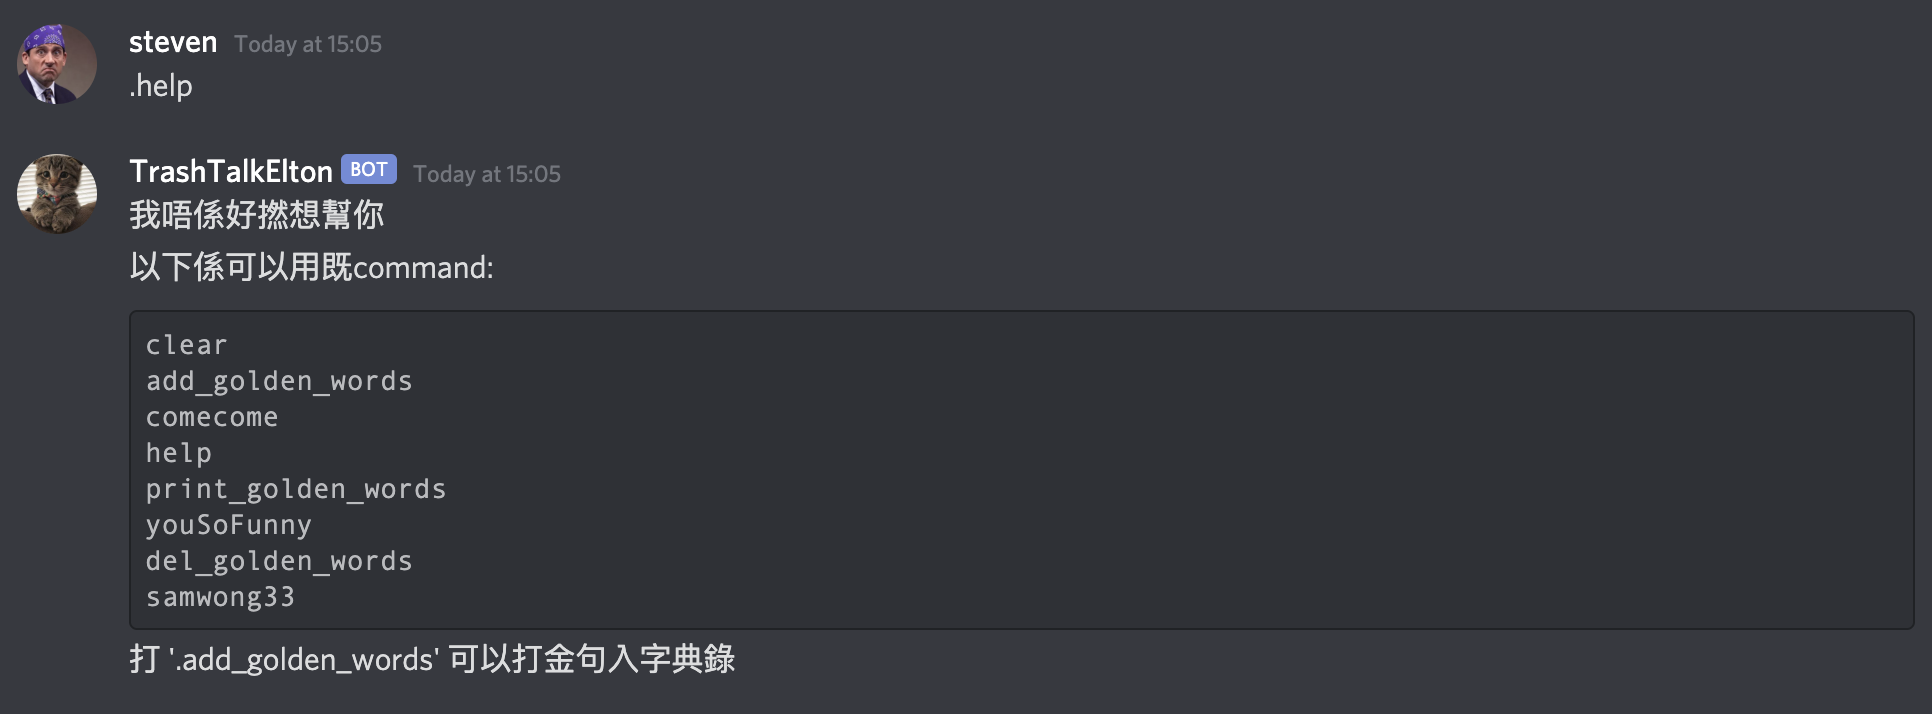 steven Today at 15:05
.help
TrashTalkElton BOT Today at 15:05
我唔係好撚想幫你
以下係可以用既command:
clear
add_golden_words
comecome
help
print_golden_words
youSoFunny
del_golden_words
samwong33
打 '.add_golden_words' 可以打金句入字典錄